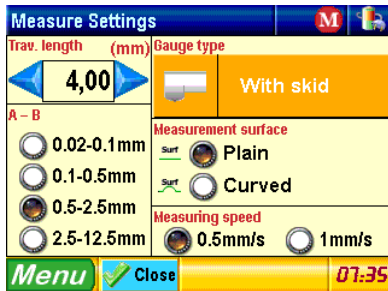 Measure Settings
M
Trav. length (mm)
4,00
A – B
0.02-0.1mm
0.1-0.5mm
0.5-2.5mm
2.5-12.5mm
Gauge type
With skid
Measurement surface
Surf Plain
Surf Curved
Measuring speed
0.5mm/s 1mm/s
Menu Close 07:35